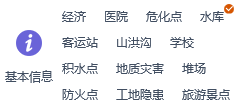 经济 医院 危化点 水库
客运站 山洪沟 学校
基本信息
积水点 地质灾害 堆场
防火点 工地隐患 旅游景点